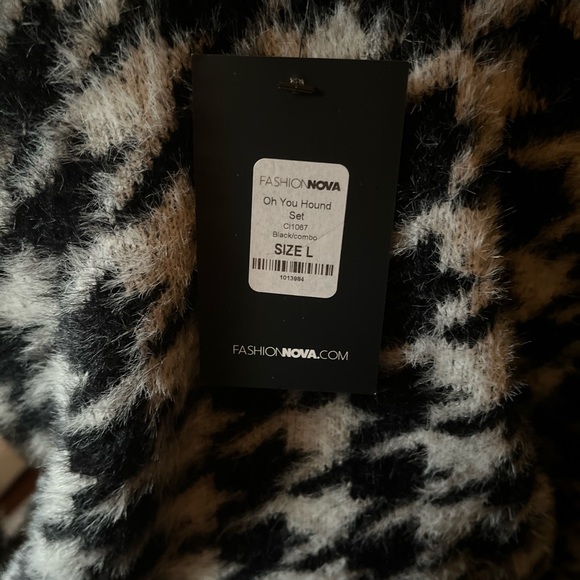 FASHIONNOVA
Oh You Hound
Set
CI1067
Black/combo
SIZE L
1013984
FASHIONNOVA.COM